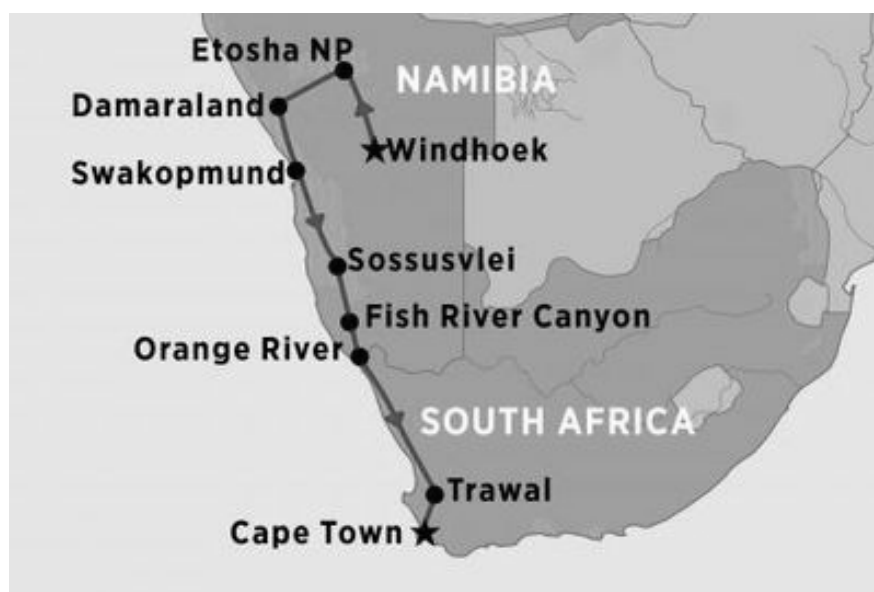 Etosha NP
NAMIBIA
Damaraland
Windhoek
Swakopmund
Sossusvlei
Fish River Canyon
Orange River
SOUTH AFRICA
Trawal
Cape Town